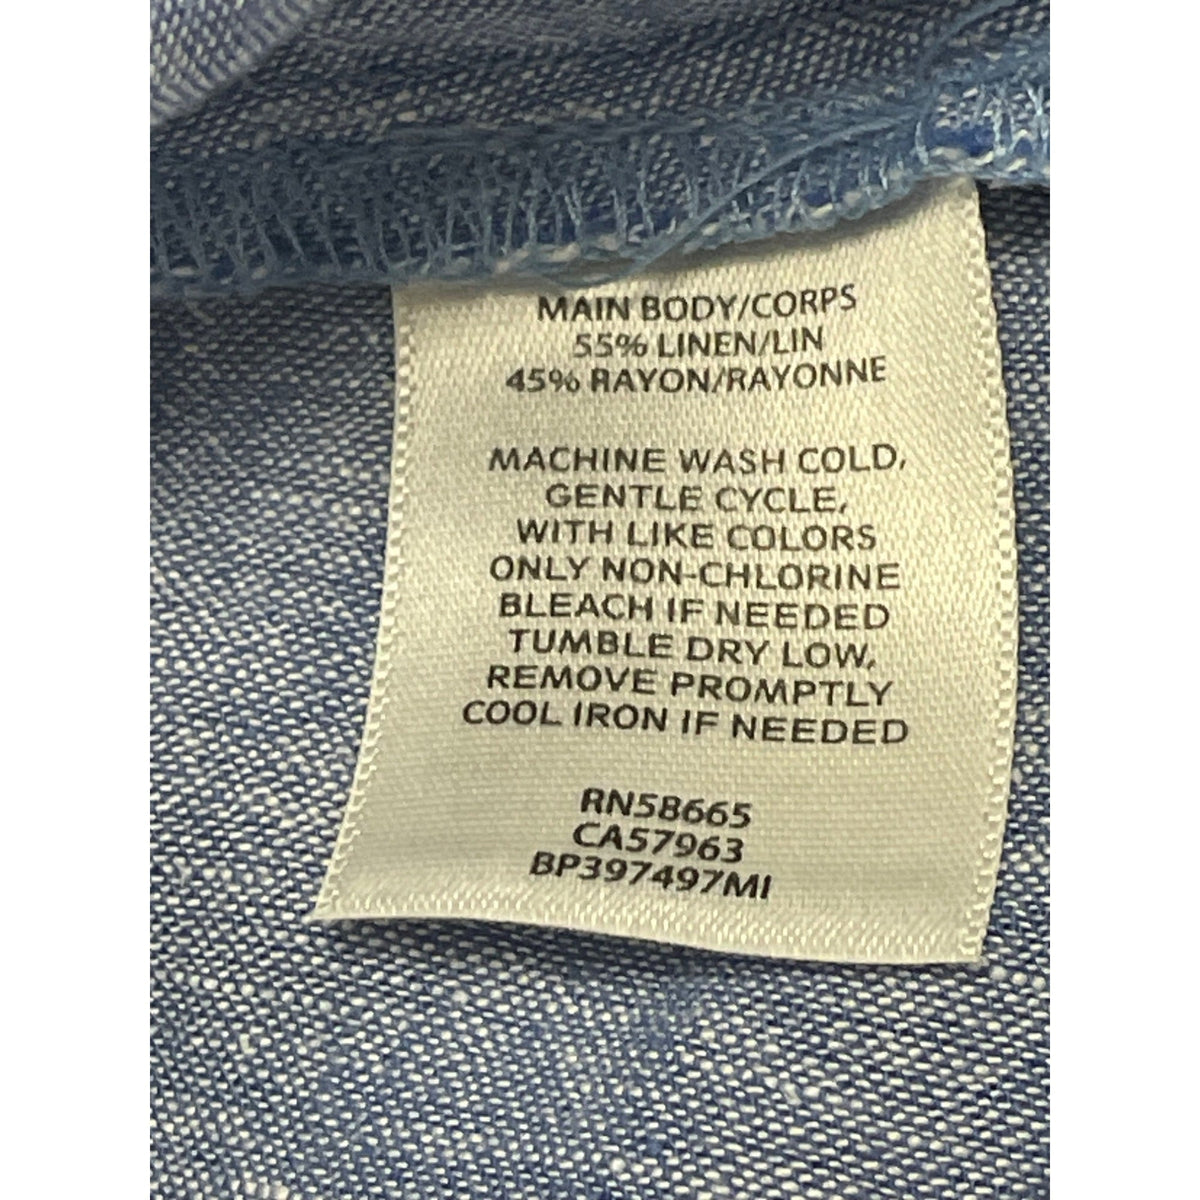 MAIN BODY/CORPS
55% LINEN/LIN
45% RAYON/RAYONNE
MACHINE WASH COLD,
GENTLE CYCLE,
WITH LIKE COLORS
ONLY NON-CHLORINE
BLEACH IF NEEDED
TUMBLE DRY LOW,
REMOVE PROMPTLY
COOL IRON IF NEEDED
RN58665
CA57963
BP397497MI